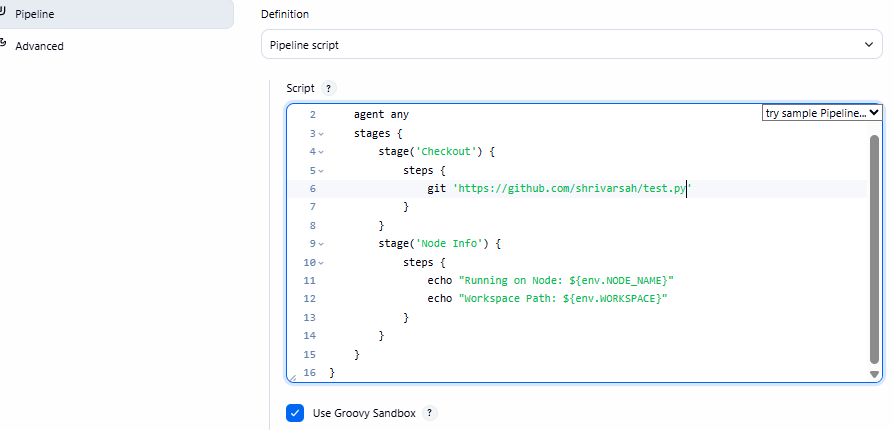 Pipeline
Advanced
Definition
Pipeline script
Script ?
try sample Pipeline...
2 agent any
3 stages {
4 stage('Checkout') {
5 steps {
6 git 'https://github.com/shrivarsah/test.py'
7 }
8 }
9 stage('Node Info') {
10 steps {
11 echo "Running on Node: ${env.NODE_NAME}"
12 echo "Workspace Path: ${env.WORKSPACE}"
13 }
14 }
15 }
16 }
Use Groovy Sandbox ?